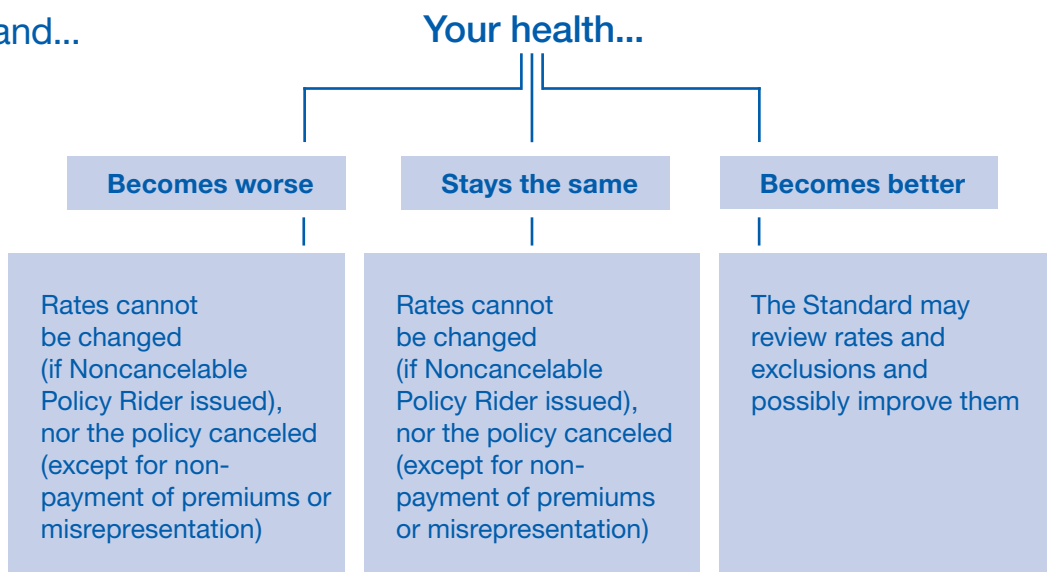 and...
Your health...
Becomes worse
Stays the same
Becomes better
Rates cannot
be changed
(if Noncancelable
Policy Rider issued),
nor the policy canceled
(except for non-
payment of premiums or
misrepresentation)
Rates cannot
be changed
(if Noncancelable
Policy Rider issued),
nor the policy canceled
(except for non-
payment of premiums
or misrepresentation)
The Standard may
review rates and
exclusions and
possibly improve them